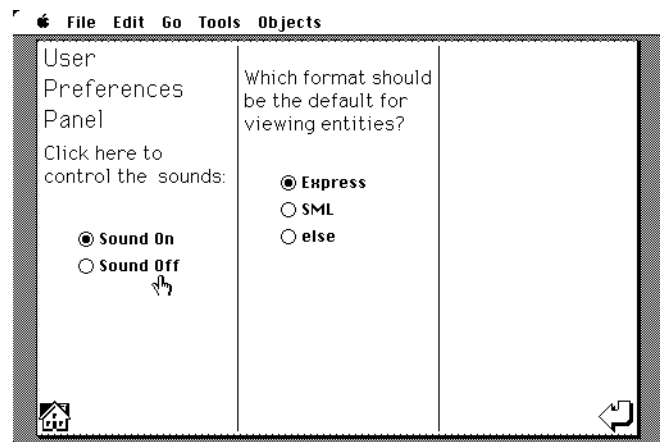 File Edit Go Tools Objects
User
Preferences
Panel
Click here to
control the sounds:
Sound On
Sound Off
Which format should
be the default for
viewing entities?
Express
SML
else